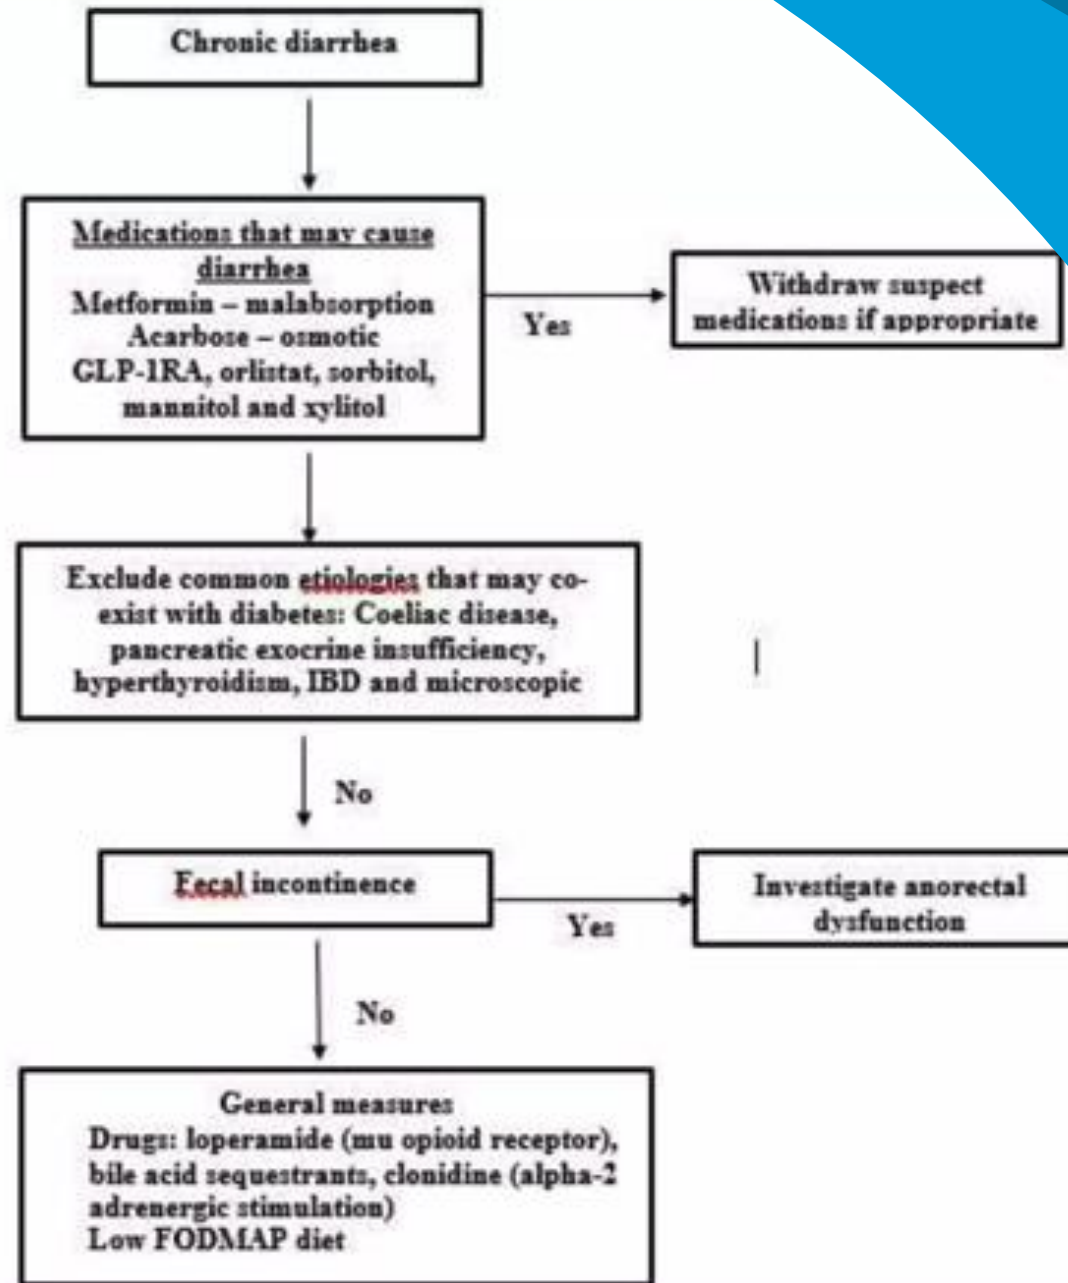 Chronic diarrhea
Medications that may cause
diarrhea
Metformin – malabsorption
Acarbose – osmotic
GLP-1RA, orlistat, sorbitol,
mannitol and xylitol
Yes
Withdraw suspect
medications if appropriate
Exclude common etiologies that may co-
exist with diabetes: Coeliac disease,
pancreatic exocrine insufficiency,
hyperthyroidism, IBD and microscopic
No
Fecal incontinence
Yes
Investigate anorectal
dysfunction
No
General measures
Drugs: loperamide (mu opioid receptor),
bile acid sequestrants, clonidine (alpha-2
adrenergic stimulation)
Low FODMAP diet